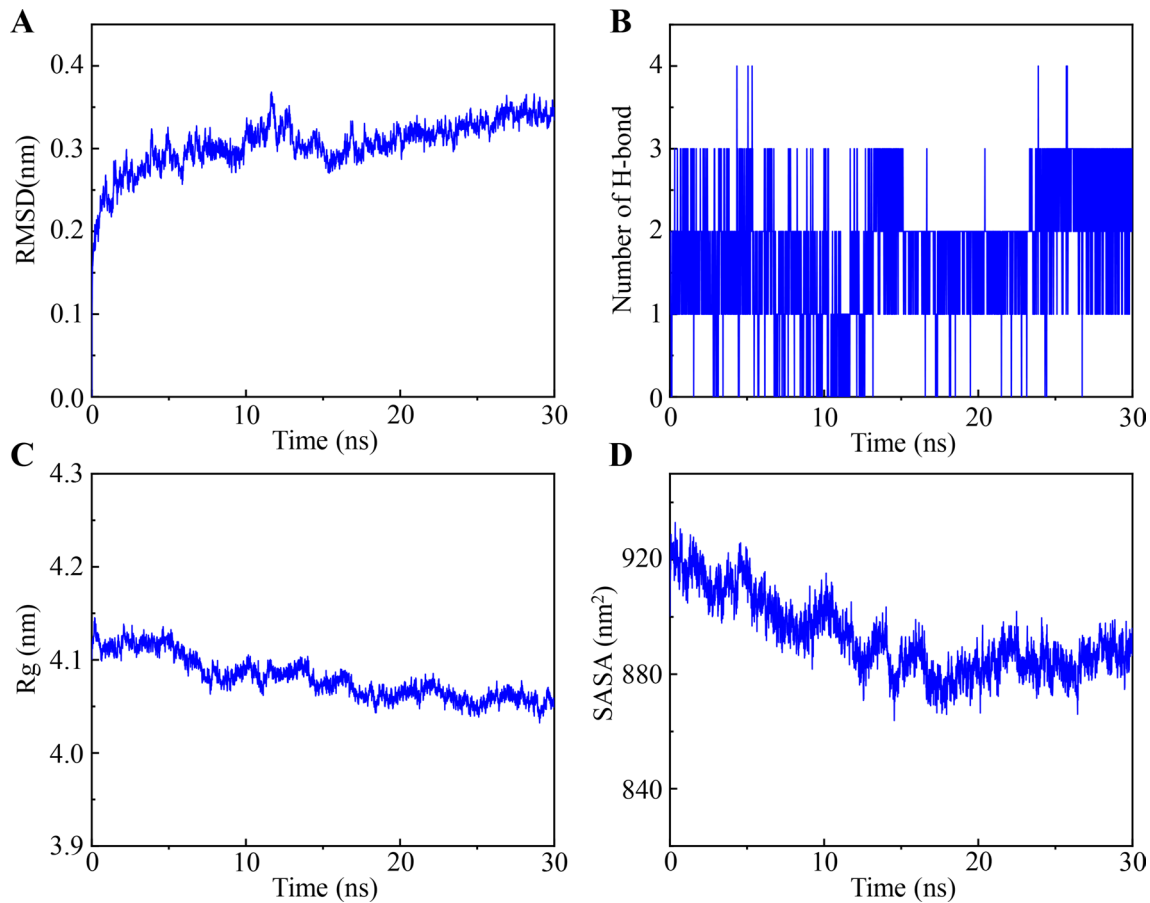 A
RMSD(nm)
0.4
0.3
0.2
0.1
0.0
0 10 20 30
Time (ns)
B
Number of H-bond
4
3
2
1
0
0 10 20 30
Time (ns)
C
Rg (nm)
4.3
4.2
4.1
4.0
3.9
0 10 20 30
Time (ns)
D
SASA (nm²)
920
880
840
0 10 20 30
Time (ns)